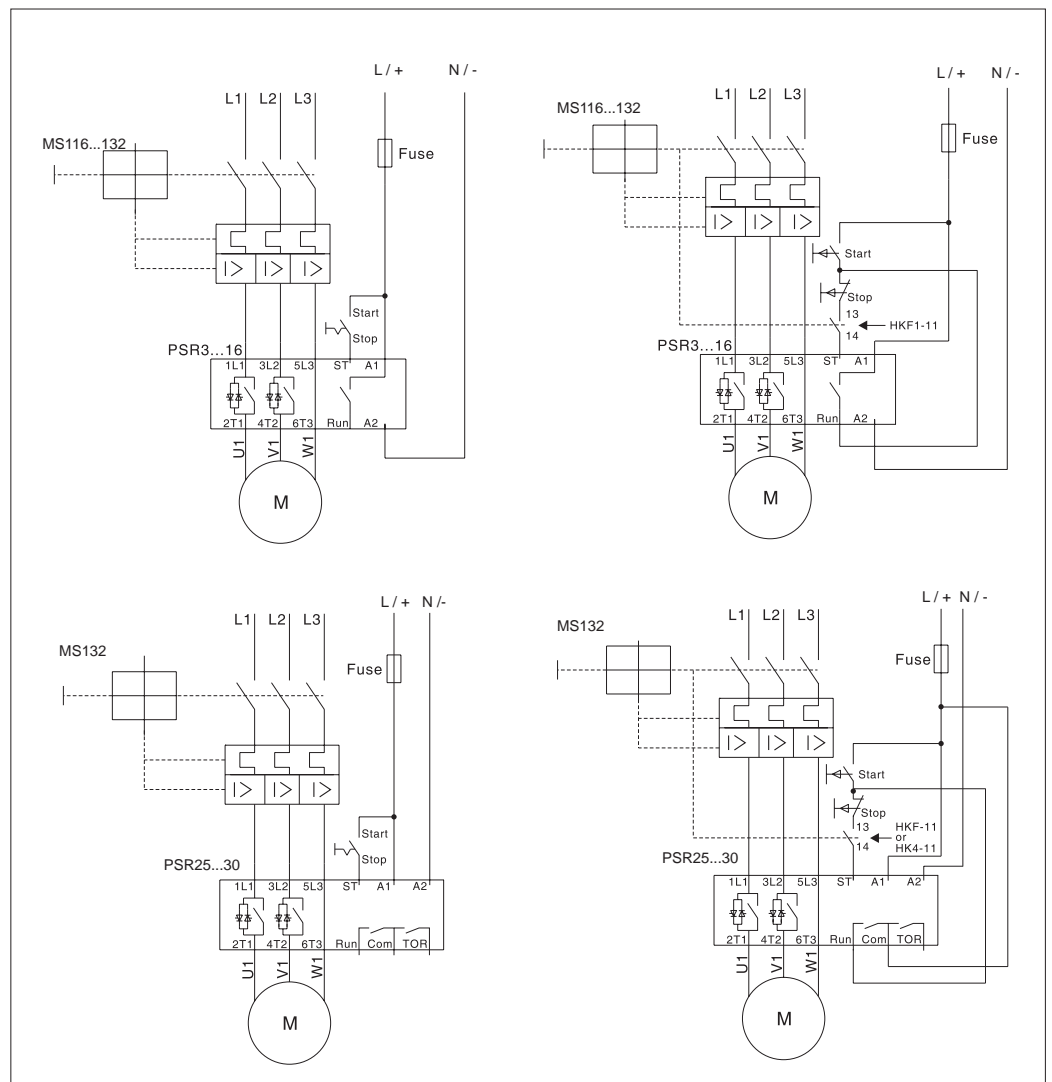 L / + N / -
L1 L2 L3
MS116...132
Fuse
I> I> I>
Start
Stop
PSR3...16
1L1 3L2 5L3 ST A1
2T1 4T2 6T3 Run A2
U1 V1 W1
M
L / + N / -
L1 L2 L3
MS116...132
Fuse
I> I> I>
Start
Stop
13
HKF1-11
14
PSR3...16
1L1 3L2 5L3 ST A1
2T1 4T2 6T3 Run A2
U1 V1 W1
M
L / + N /-
L1 L2 L3
MS132
Fuse
I> I> I>
Start
Stop
PSR25...30
1L1 3L2 5L3 ST A1 A2
2T1 4T2 6T3 Run Com TOR
U1 V1 W1
M
L / + N / -
L1 L2 L3
MS132
Fuse
I> I> I>
Start
Stop
13
HKF-11
or
HK4-11
14
PSR25...30
1L1 3L2 5L3 ST A1 A2
2T1 4T2 6T3 Run Com TOR
U1 V1 W1
M